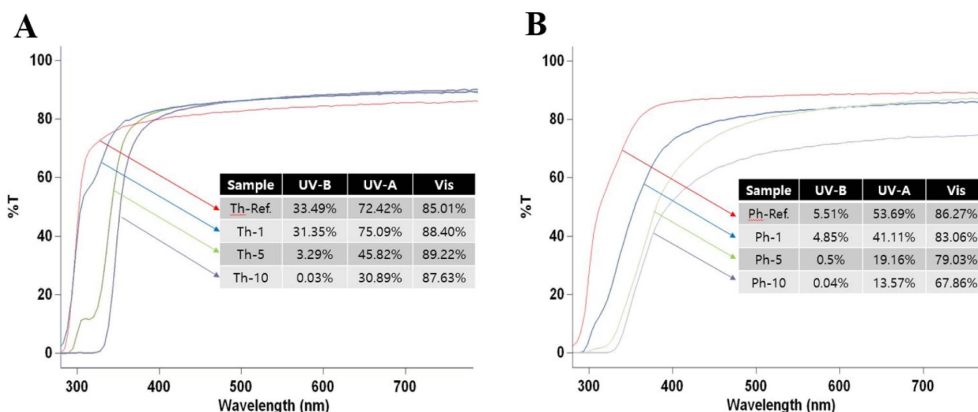 A
100
80
60
40
20
0
%T
300 400 500 600 700
Wavelength (nm)
Sample UV-B UV-A Vis
Th-Ref. 33.49% 72.42% 85.01%
Th-1 31.35% 75.09% 88.40%
Th-5 3.29% 45.82% 89.22%
Th-10 0.03% 30.89% 87.63%
B
100
80
60
40
20
0
%T
300 400 500 600 700
Wavelength (nm)
Sample UV-B UV-A Vis
Ph-Ref. 5.51% 53.69% 86.27%
Ph-1 4.85% 41.11% 83.06%
Ph-5 0.5% 19.16% 79.03%
Ph-10 0.04% 13.57% 67.86%